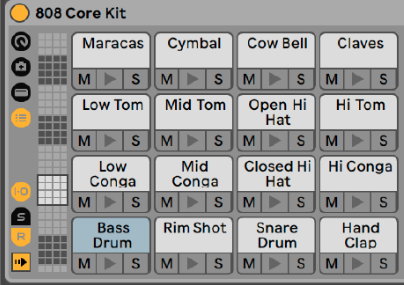 808 Core Kit
Maracas Cymbal Cow Bell Claves
M S M S M S M S
Low Tom Mid Tom Open Hi Hat Hi Tom
M S M S M S M S
Low Conga Mid Conga Closed Hi Hat Hi Conga
I-O
M S M S M S M S
S
Bass Drum Rim Shot Snare Drum Hand Clap
R
M S M S M S M S